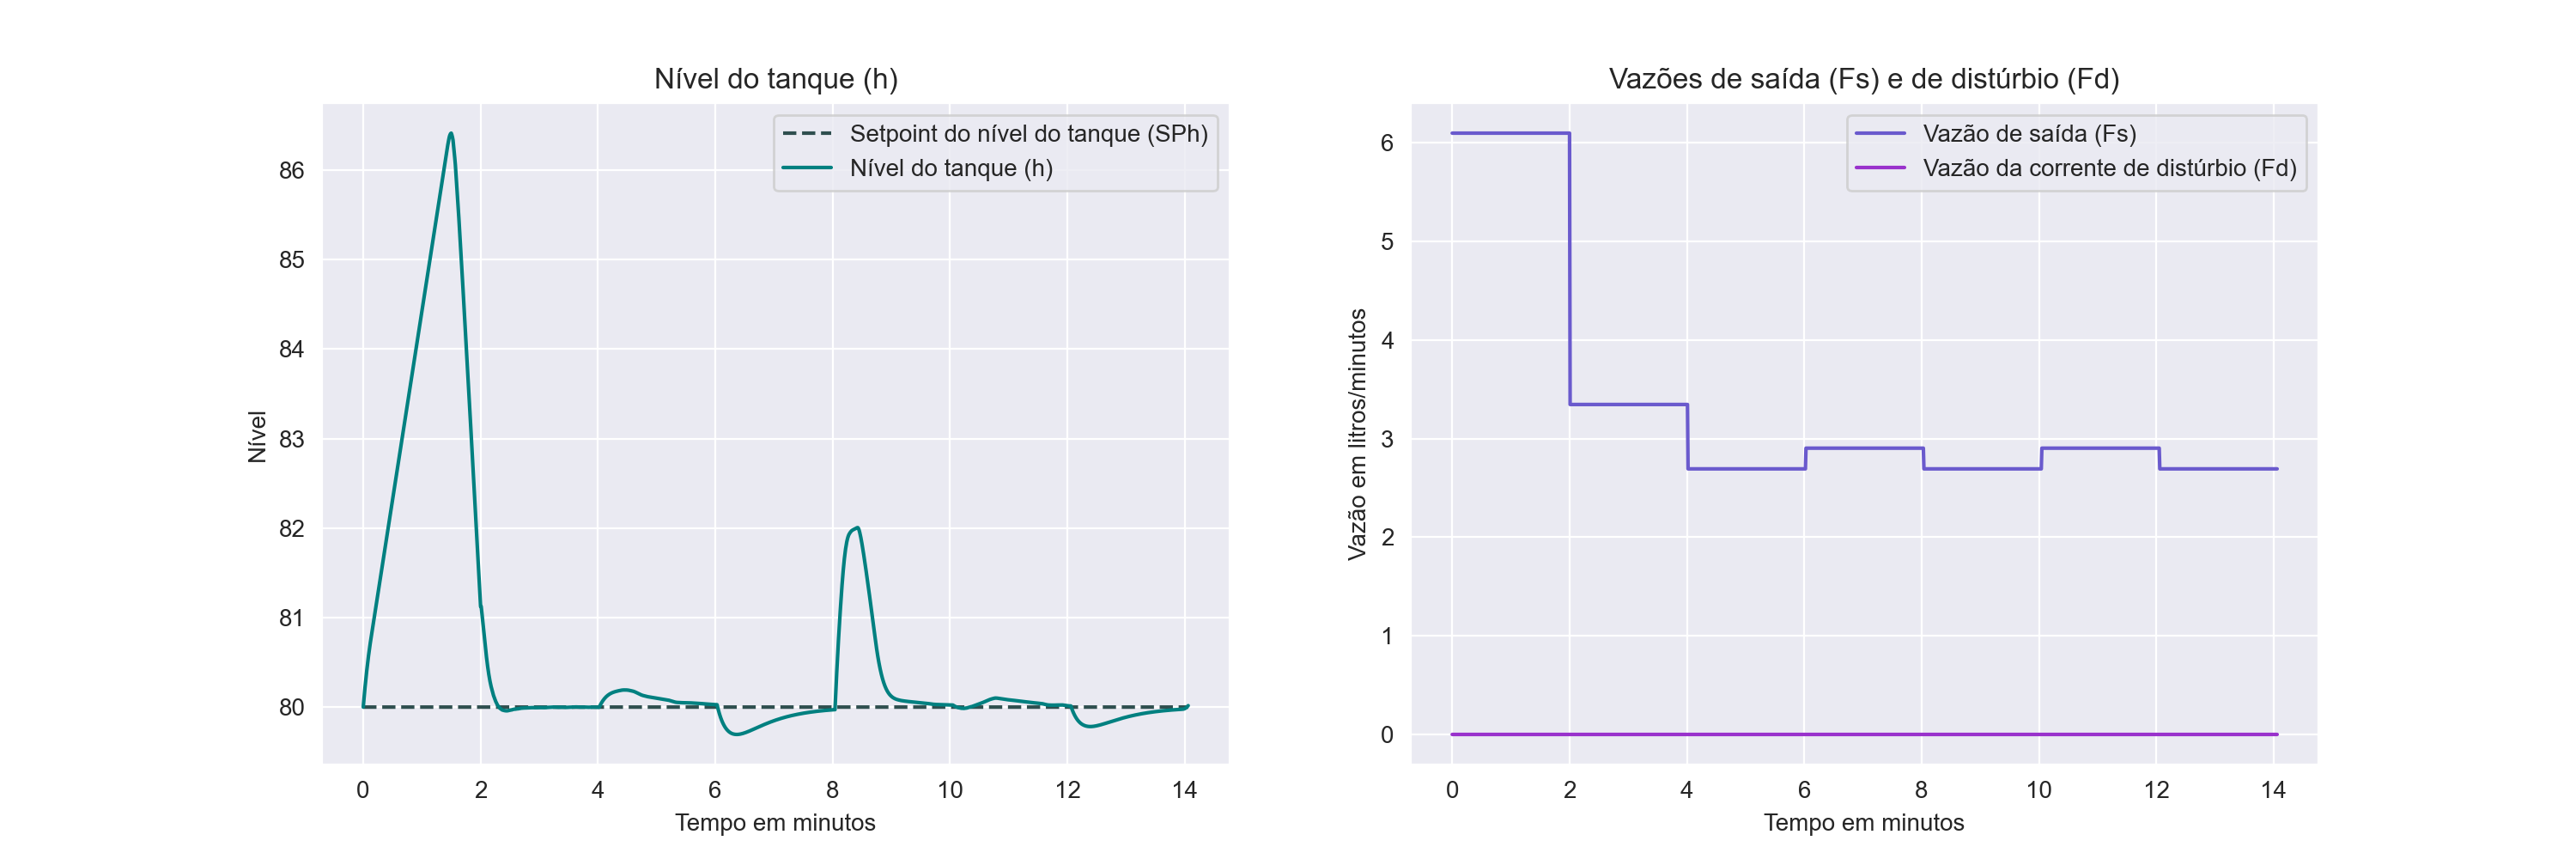 Nível do tanque (h)
Setpoint do nível do tanque (SPh)
Nível do tanque (h)
86
85
84
83
82
81
80
Nível
0 2 4 6 8 10 12 14
Tempo em minutos
Vazões de saída (Fs) e de distúrbio (Fd)
Vazão de saída (Fs)
Vazão da corrente de distúrbio (Fd)
6
5
4
3
2
1
0
Vazão em litros/minutos
0 2 4 6 8 10 12 14
Tempo em minutos